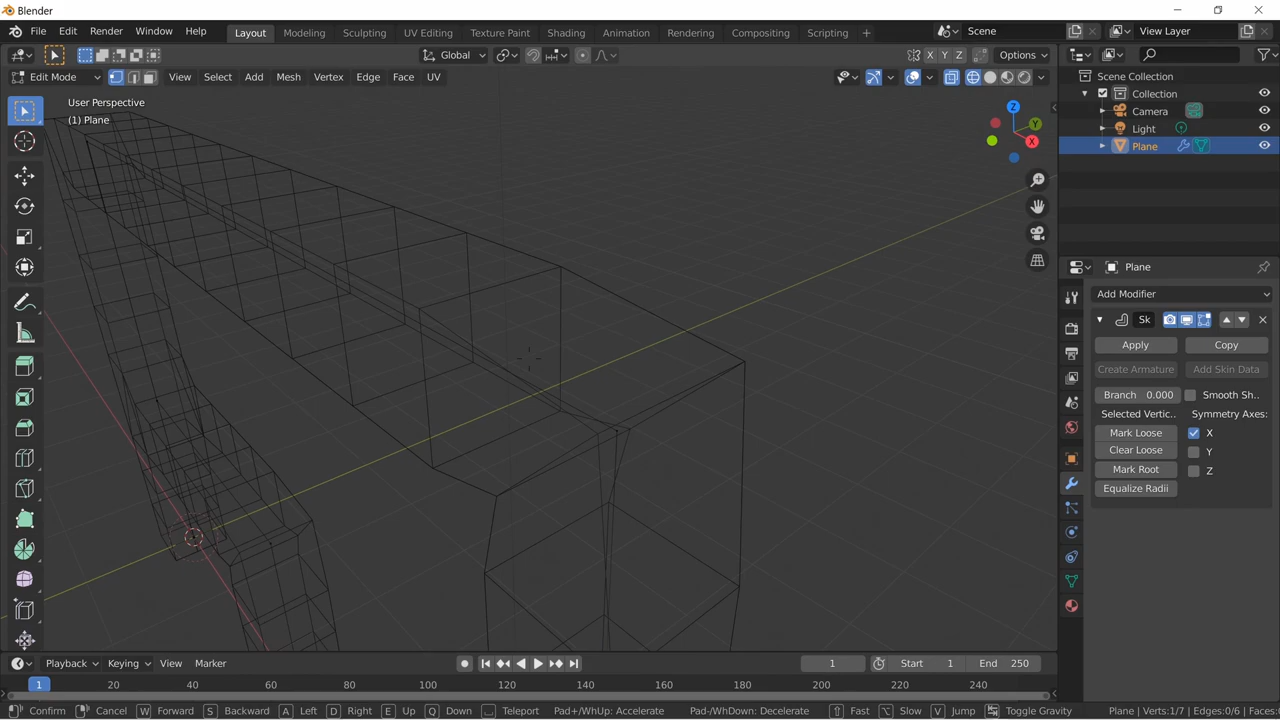 Blender
File Edit Render Window Help
Layout Modeling Sculpting UV Editing Texture Paint Shading Animation Rendering Compositing Scripting +
Scene
View Layer
Global
X Y Z
Options
Edit Mode
View Select Add Mesh Vertex Edge Face UV
User Perspective
(1) Plane
Z
Y
X
Scene Collection
Collection
Camera
Light
Plane
Plane
Add Modifier
Sk
Apply Copy
Create Armature Add Skin Data
Branch 0.000 Smooth Sh..
Selected Vertic.. Symmetry Axes:
Mark Loose X
Clear Loose Y
Mark Root Z
Equalize Radii
Playback Keying View Marker
1 Start 1 End 250
1 20 40 60 80 100 120 140 160 180 200 220 240
Confirm Cancel W Forward S Backward A Left D Right E Up Q Down Teleport Pad+/WhUp: Accelerate Pad-/WhDown: Decelerate Fast Slow V Jump Toggle Gravity Plane | Verts:1/7 | Edges:0/6 | Faces: